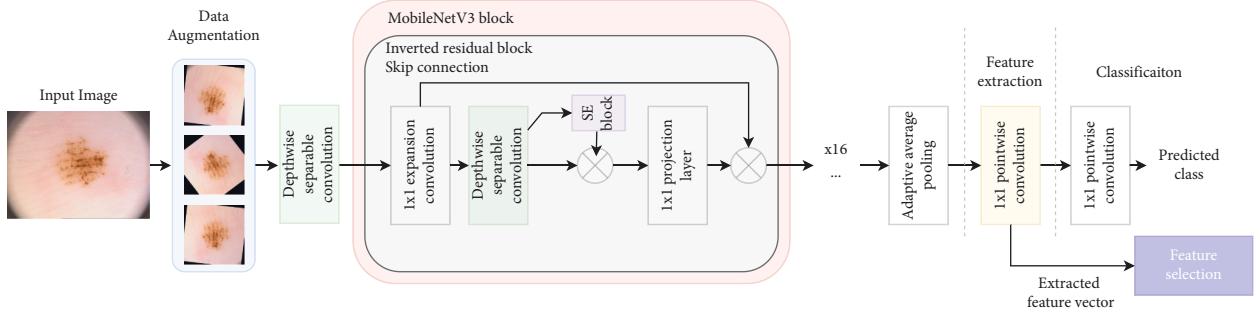 Input Image
Data
Augmentation
Depthwise
separable
convolution
MobileNetV3 block
Inverted residual block
Skip connection
1x1 expansion
convolution
Depthwise
separable
convolution
SE
block
1x1 projection
layer
x16
...
Adaptive average
pooling
Feature
extraction
1x1 pointwise
convolution
Classificaiton
1x1 pointwise
convolution
Predicted
class
Extracted
feature vector
Feature
selection